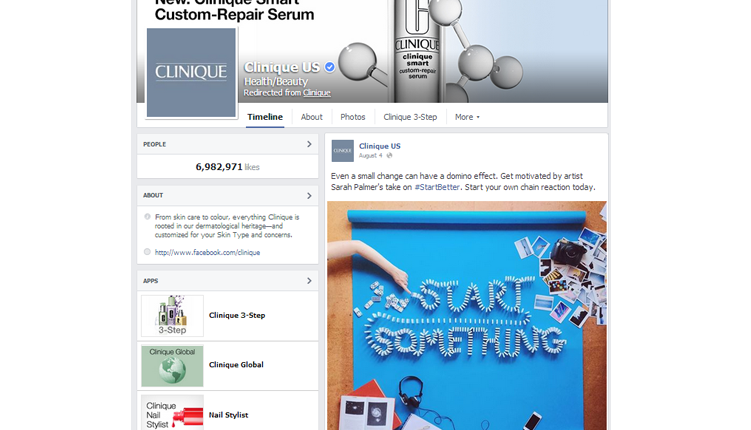 New: Clinique Smart
Custom-Repair Serum
CLINIQUE
clinique
smart
custom-repair
serum
CLINIQUE
Clinique US
Health/Beauty
Redirected from Clinique
Timeline
About
Photos
Clinique 3-Step
More
PEOPLE
6,982,971 likes
ABOUT
From skin care to colour, everything Clinique is
rooted in our dermatological heritage—and
customized for your Skin Type and concerns.
http://www.facebook.com/clinique
APPS
3-Step
Clinique 3-Step
Clinique Global
Clinique Global
Clinique
Nail
Stylist
Nail Stylist
CLINIQUE
Clinique US
August 4
Even a small change can have a domino effect. Get motivated by artist
Sarah Palmer's take on #StartBetter. Start your own chain reaction today.
START
SOMETHING